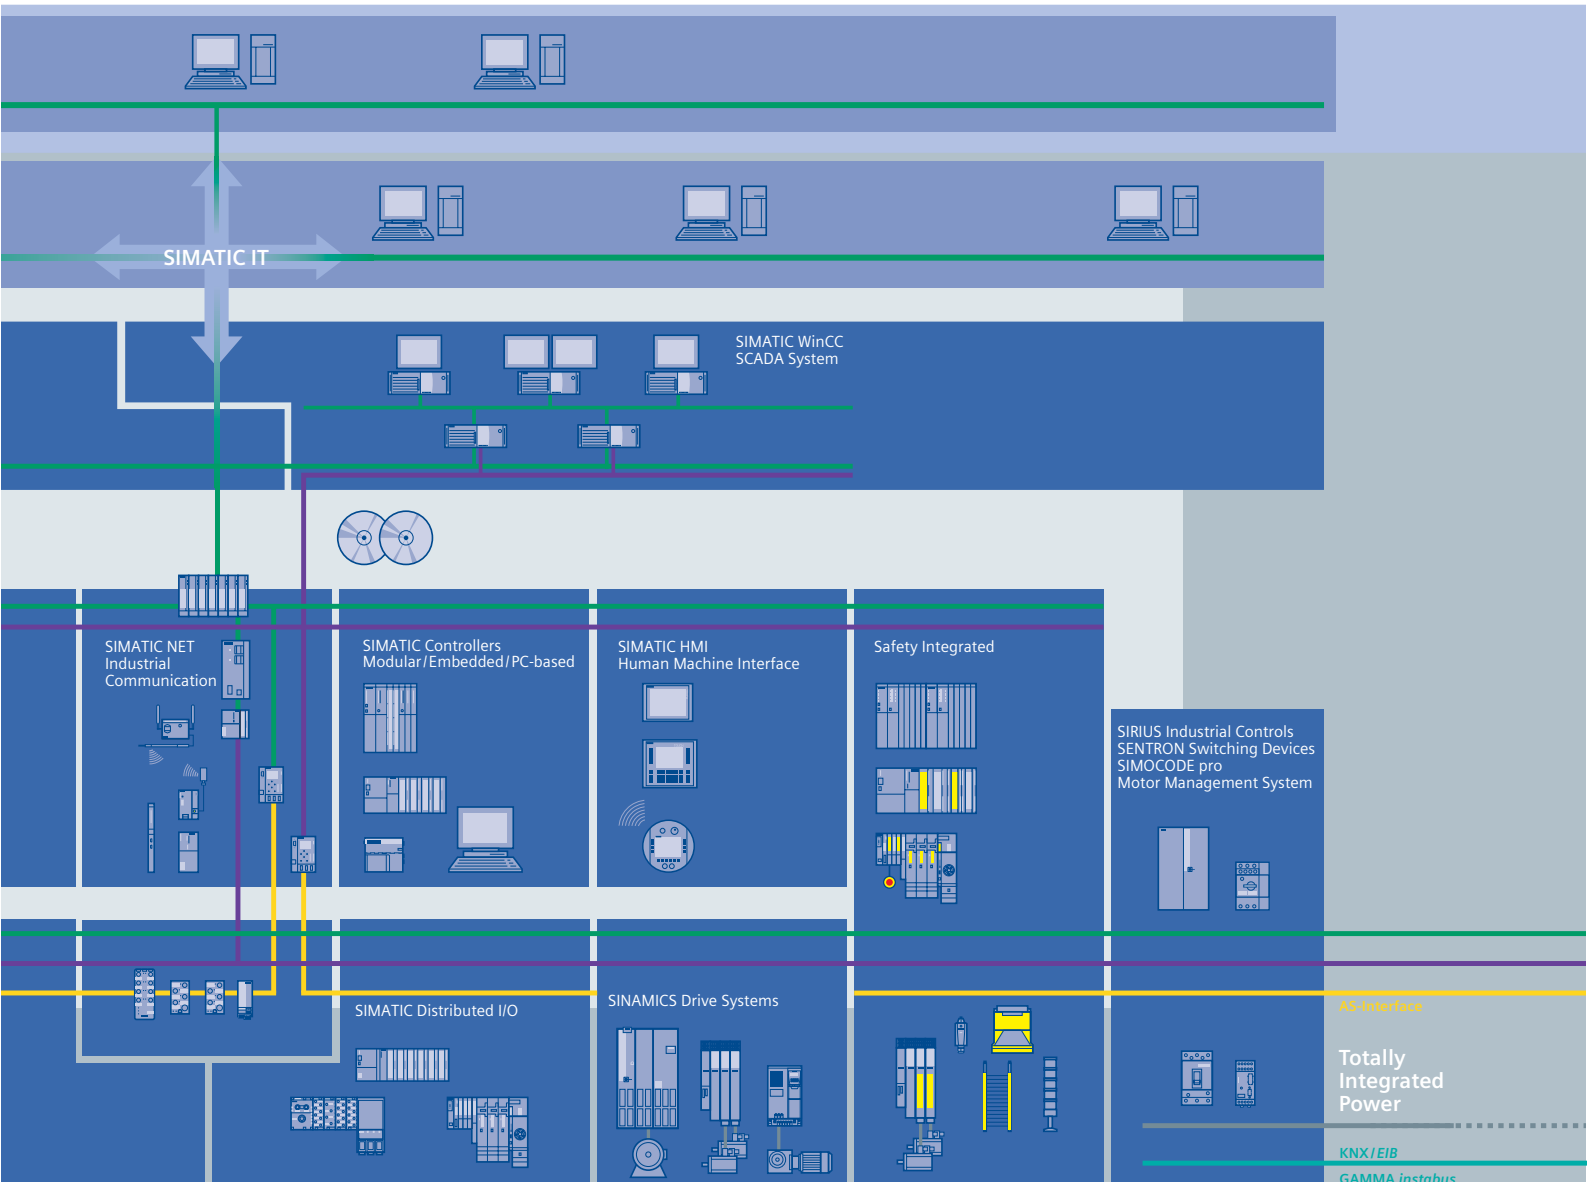 SIMATIC IT
SIMATIC WinCC
SCADA System
SIMATIC NET
Industrial
Communication
SIMATIC Controllers
Modular/Embedded/PC-based
SIMATIC HMI
Human Machine Interface
Safety Integrated
SIRIUS Industrial Controls
SENTRON Switching Devices
SIMOCODE pro
Motor Management System
SIMATIC Distributed I/O
SINAMICS Drive Systems
AS-Interface
Totally
Integrated
Power
KNX/EIB
GAMMA instabus